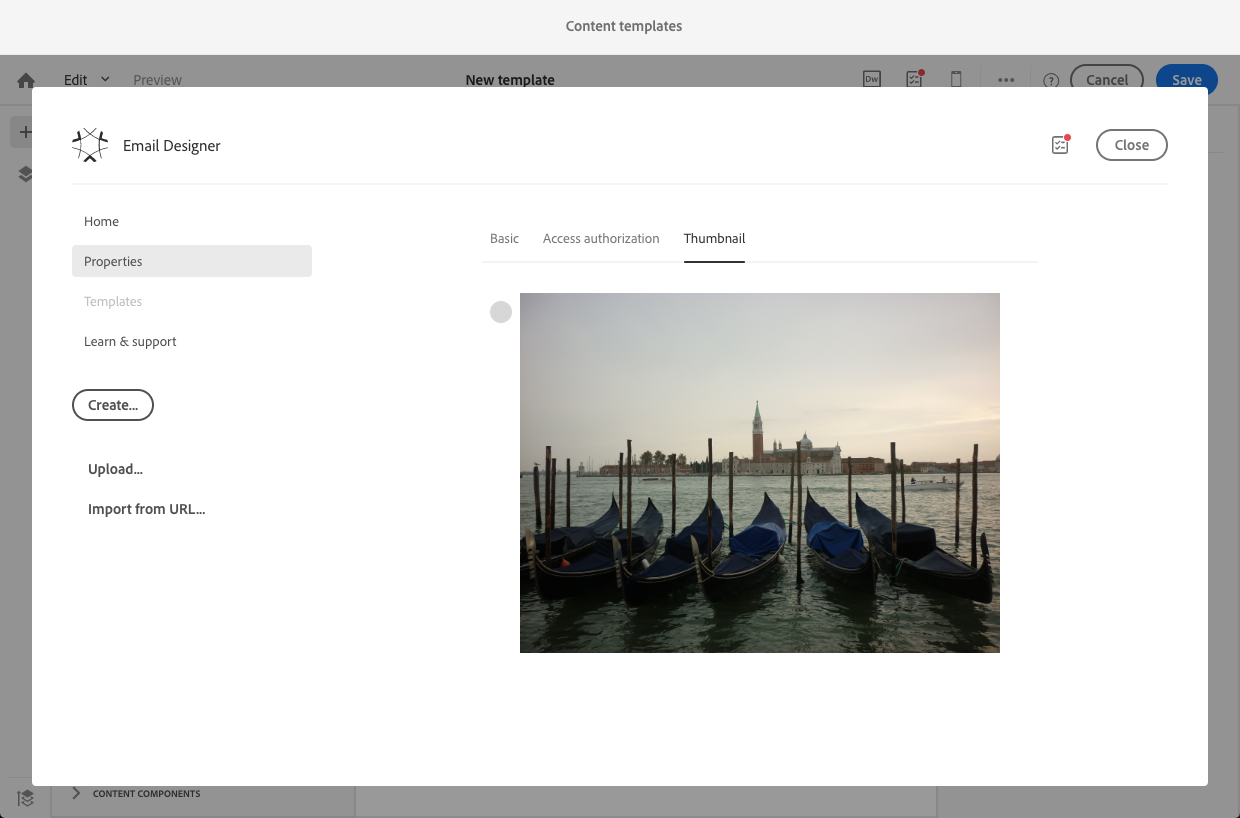 Content templates
Edit Preview New template Dw ? Cancel Save
Email Designer Close
Home
Properties
Templates
Learn & support
Create...
Upload...
Import from URL...
Basic Access authorization Thumbnail
CONTENT COMPONENTS